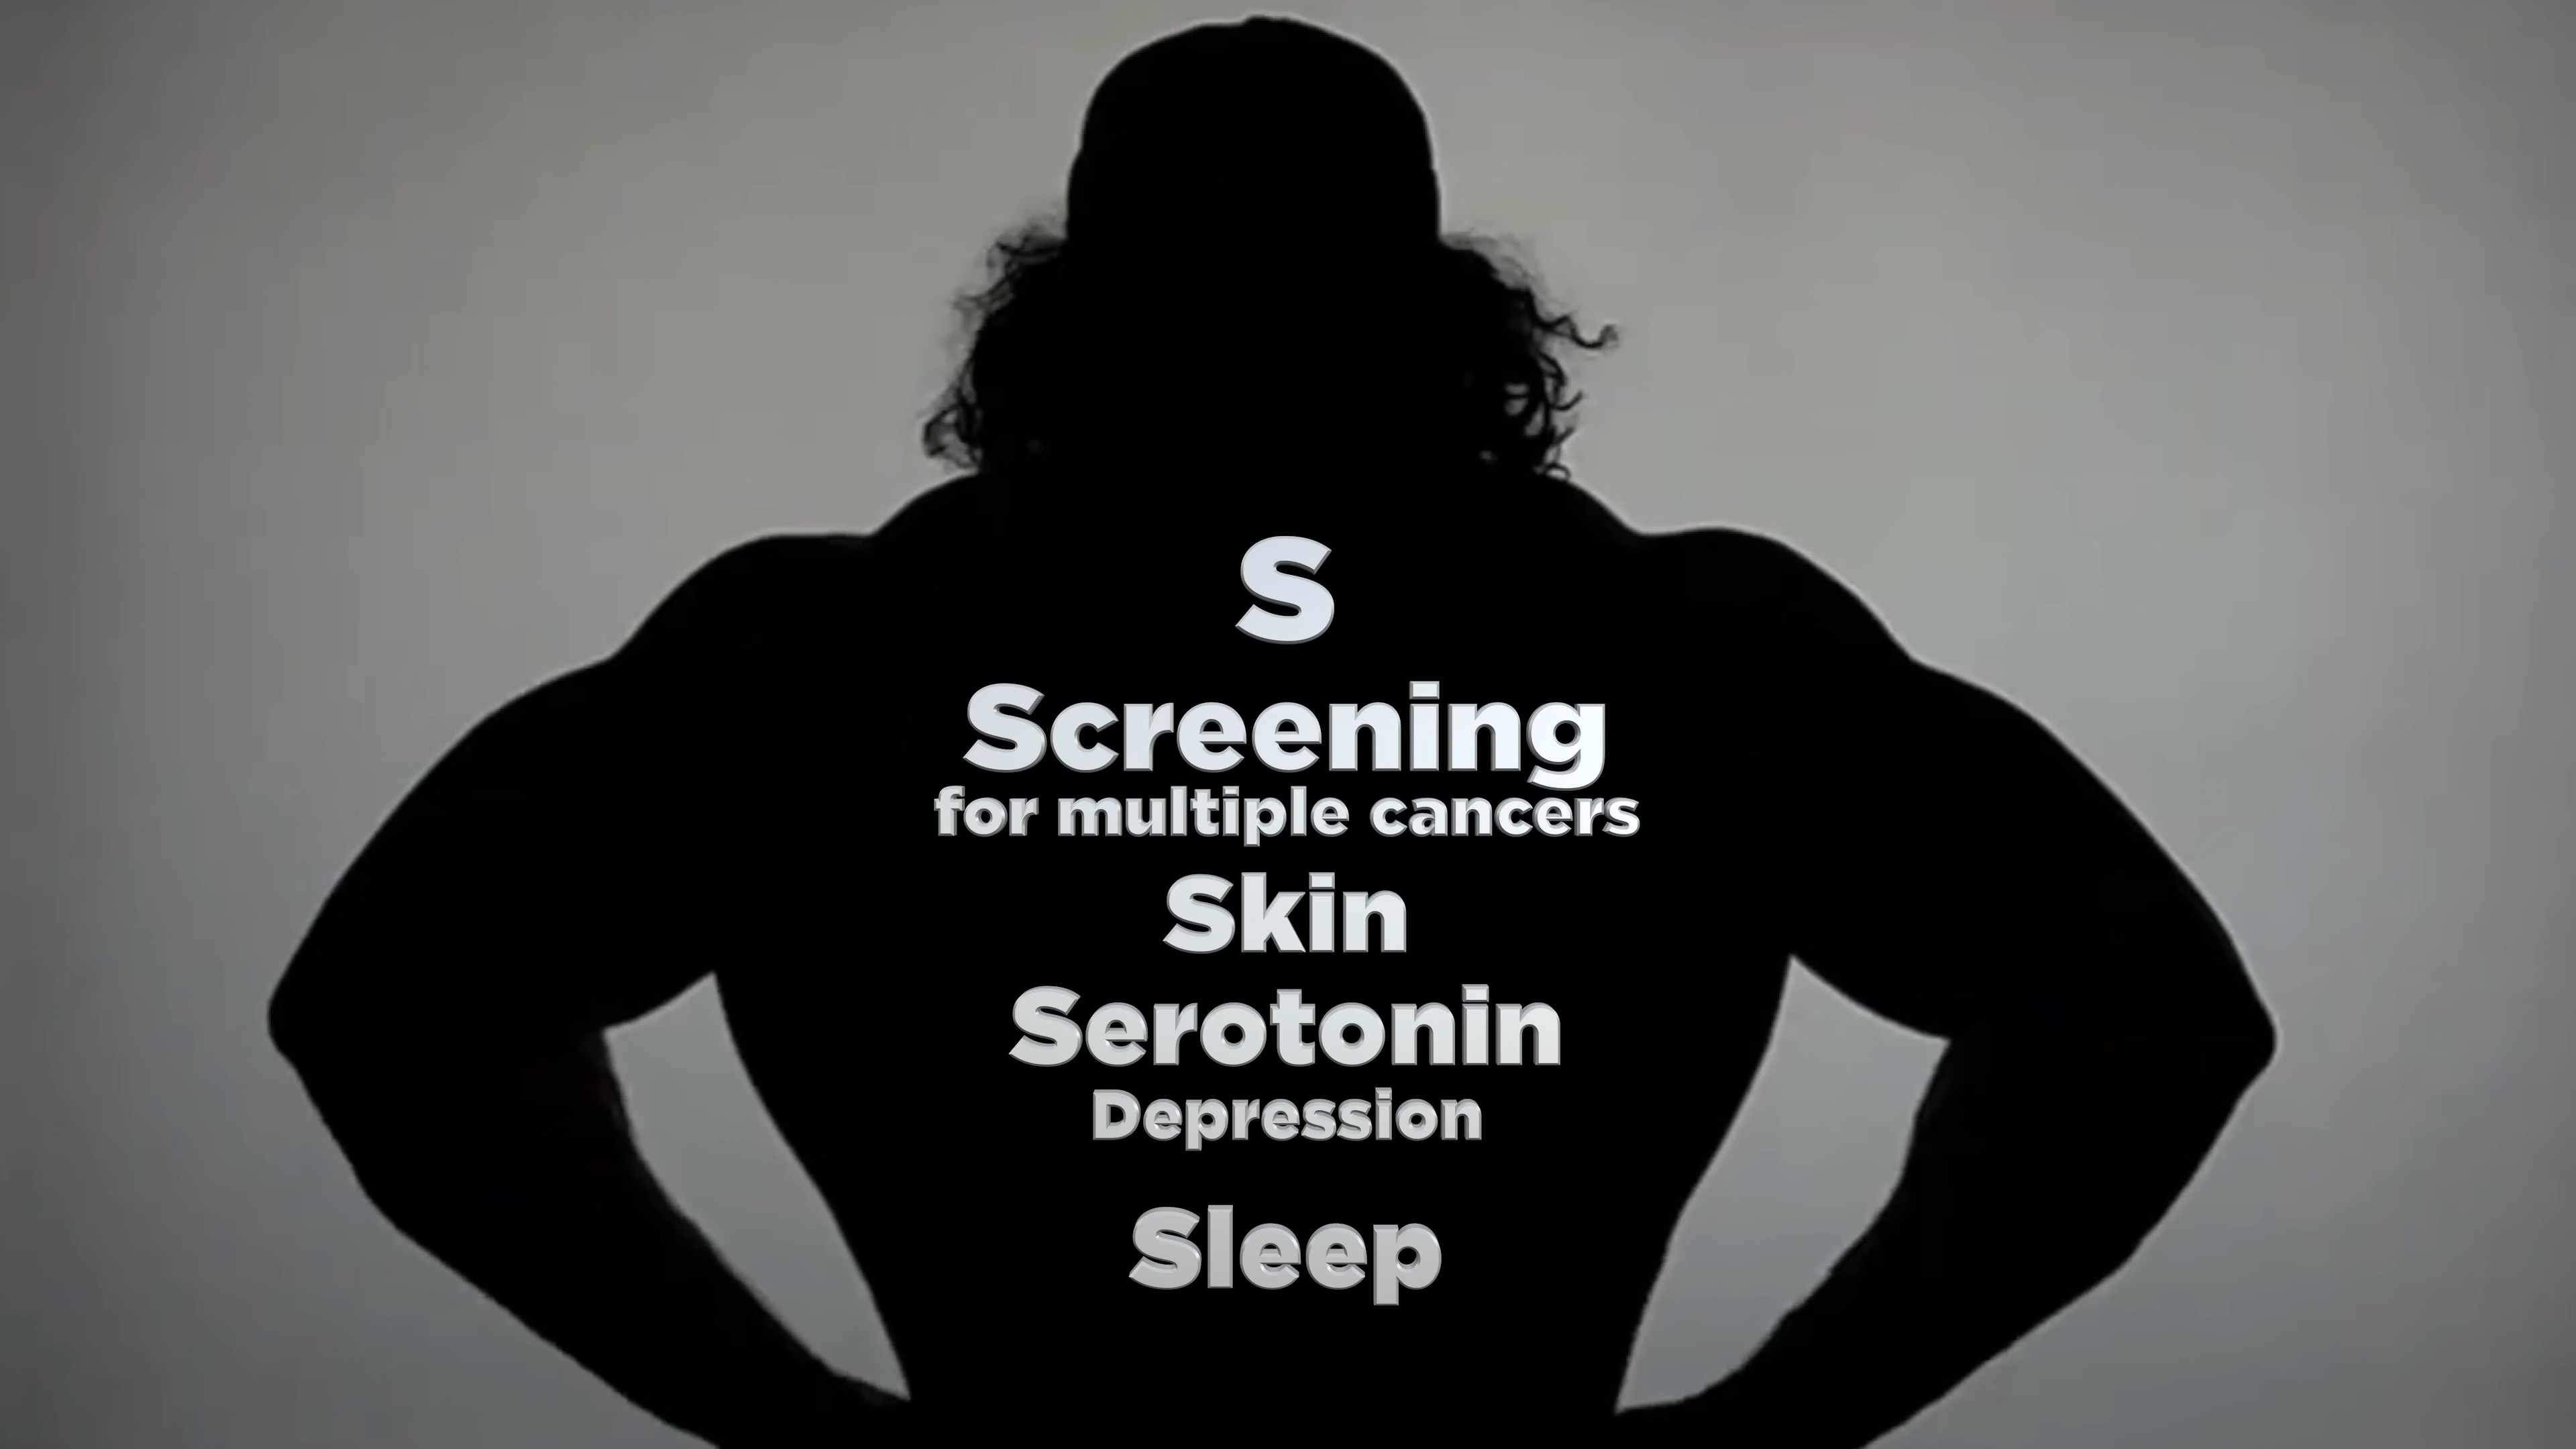 S
Screening
for multiple cancers
Skin
Serotonin
Depression
Sleep